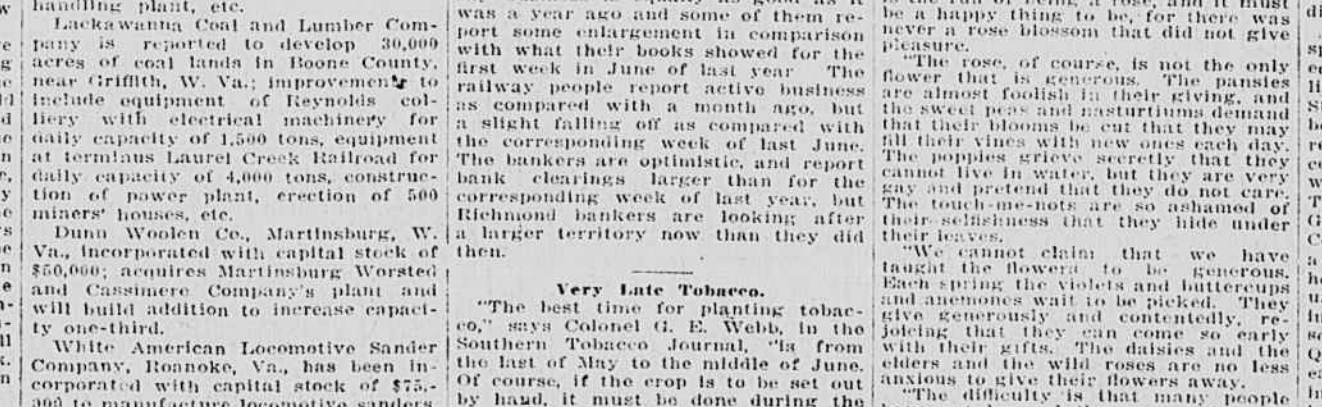 handling plant, etc.
Lackawanna Coal and Lumber Com-
pany is reported to develop 30,000
acres of coal lands in Boone County,
near Griffith, W. Va.; improvements to
include equipment of Reynolds col-
liery with electrical machinery for
daily capacity of 1,500 tons, equipment
at terminus Laurel Creek Railroad for
daily capacity of 4,000 tons, construc-
tion of power plant, erection of 500
miners' houses, etc.
Dunn Woolen Co., Martinsburg, W.
Va., incorporated with capital stock of
$50,000; acquires Martinsburg Worsted
and Cassimere Company's plant and
will build addition to increase capaci-
ty one-third.
White American Locomotive Sander
Company, Roanoke, Va., has been in-
corporated with capital stock of $75,-
000 to manufacture locomotive sanders,
was a year ago and some of them re-
port some enlargement in comparison
with what their books showed for the
first week in June of last year The
railway people report active business
as compared with a month ago, but
a slight falling off as compared with
the corresponding week of last June.
The bankers are optimistic, and report
bank clearings larger than for the
corresponding week of last year, but
Richmond bankers are looking after
a larger territory now than they did
then.
Very Late Tobacco.
"The best time for planting tobac-
co," says Colonel G. E. Webb, in the
Southern Tobacco Journal, "is from
the last of May to the middle of June.
Of course, if the crop is to be set out
by hand, it must be done during the
be a happy thing to be, for there was
never a rose blossom that did not give
pleasure.
"The rose, of course, is not the only
flower that is generous. The pansies
are almost foolish in their giving, and
the sweet peas and nasturtiums demand
that their blooms be cut that they may
fill their vines with new ones each day.
The poppies grieve secretly that they
cannot live in water, but they are very
gay and pretend that they do not care.
The touch-me-nots are so ashamed of
their selfishness that they hide under
their leaves.
"We cannot claim that we have
taught the flowers to be generous.
Each spring the violets and buttercups
and anemones wait to be picked. They
give generously and contentedly, re-
joicing that they can come so early
with their gifts. The daisies and the
elders and the wild roses are no less
anxious to give their flowers away.
"The difficulty is that many people